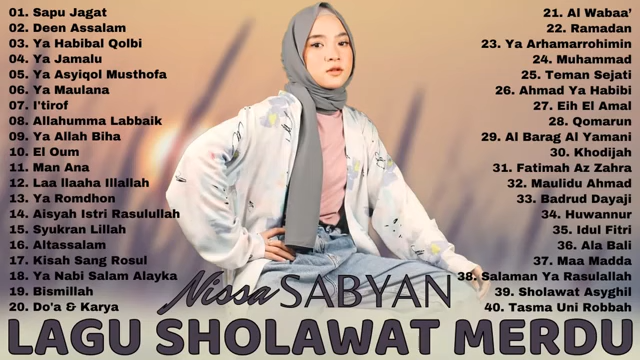 01. Sapu Jagat
02. Deen Assalam
03. Ya Habibal Qolbi
04. Ya Jamalu
05. Ya Asyiqol Musthofa
06. Ya Maulana
07. I'tirof
08. Allahumma Labbaik
09. Ya Allah Biha
10. El Oum
11. Man Ana
12. Laa Ilaaha Illallah
13. Ya Romdhon
14. Aisyah Istri Rasulullah
15. Syukran Lillah
16. Altassalam
17. Kisah Sang Rosul
18. Ya Nabi Salam Alayka
19. Bismillah
20. Do'a & Karya
21. Al Wabaa'
22. Ramadan
23. Ya Arhamarrohimin
24. Muhammad
25. Teman Sejati
26. Ahmad Ya Habibi
27. Eih El Amal
28. Qomarun
29. Al Barag Al Yamani
30. Khodijah
31. Fatimah Az Zahra
32. Maulidu Ahmad
33. Badrud Dayaji
34. Huwannur
35. Idul Fitri
36. Ala Bali
37. Maa Madda
38. Salaman Ya Rasulallah
39. Sholawat Asyghil
40. Tasma Uni Robbah
Nissa SABYAN
LAGU SHOLAWAT MERDU